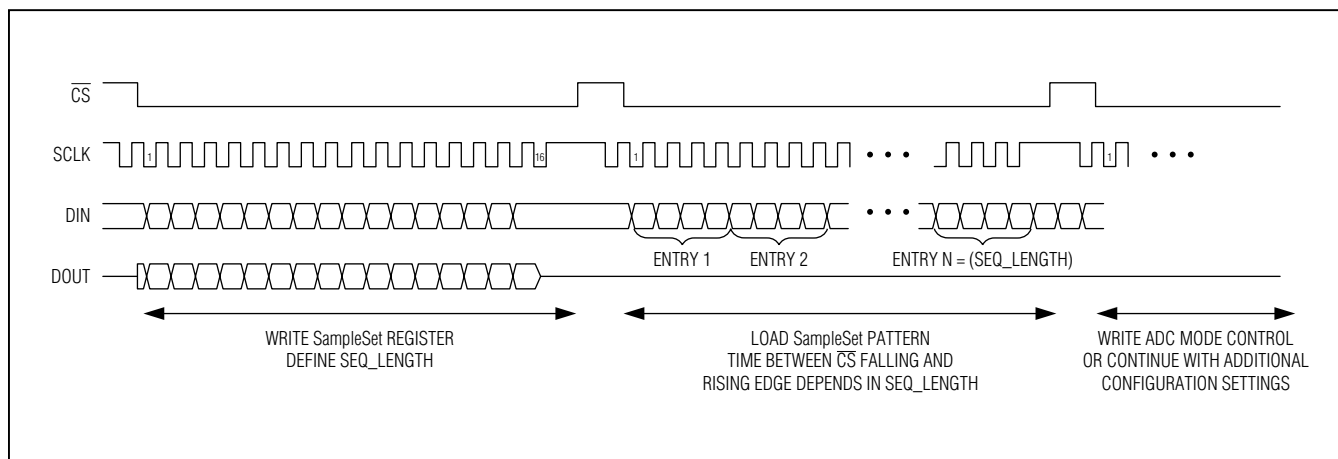 CS
SCLK
1
16
1
1
DIN
ENTRY 1
ENTRY 2
ENTRY N = (SEQ_LENGTH)
DOUT
WRITE SampleSet REGISTER
DEFINE SEQ_LENGTH
LOAD SampleSet PATTERN
TIME BETWEEN CS FALLING AND
RISING EDGE DEPENDS IN SEQ_LENGTH
WRITE ADC MODE CONTROL
OR CONTINUE WITH ADDITIONAL
CONFIGURATION SETTINGS